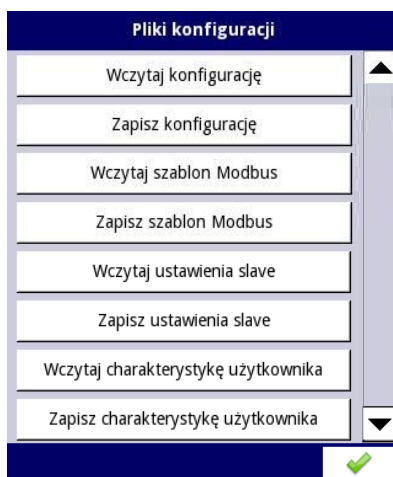 Pliki konfiguracji
Wczytaj konfigurację
Zapisz konfigurację
Wczytaj szablon Modbus
Zapisz szablon Modbus
Wczytaj ustawienia slave
Zapisz ustawienia slave
Wczytaj charakterystykę użytkownika
Zapisz charakterystykę użytkownika